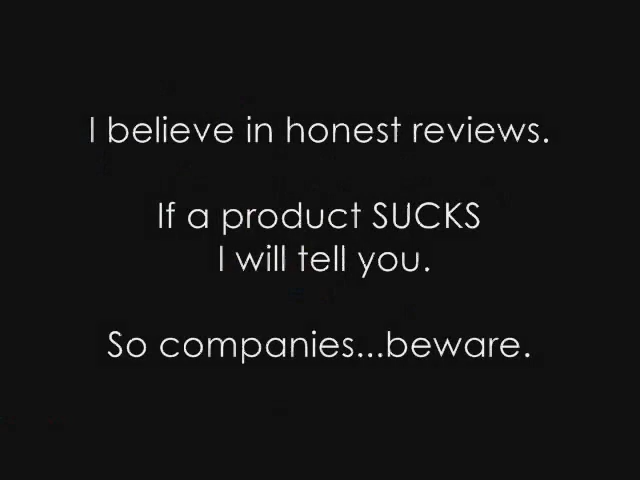 I believe in honest reviews.
If a product SUCKS
I will tell you.
So companies...beware.